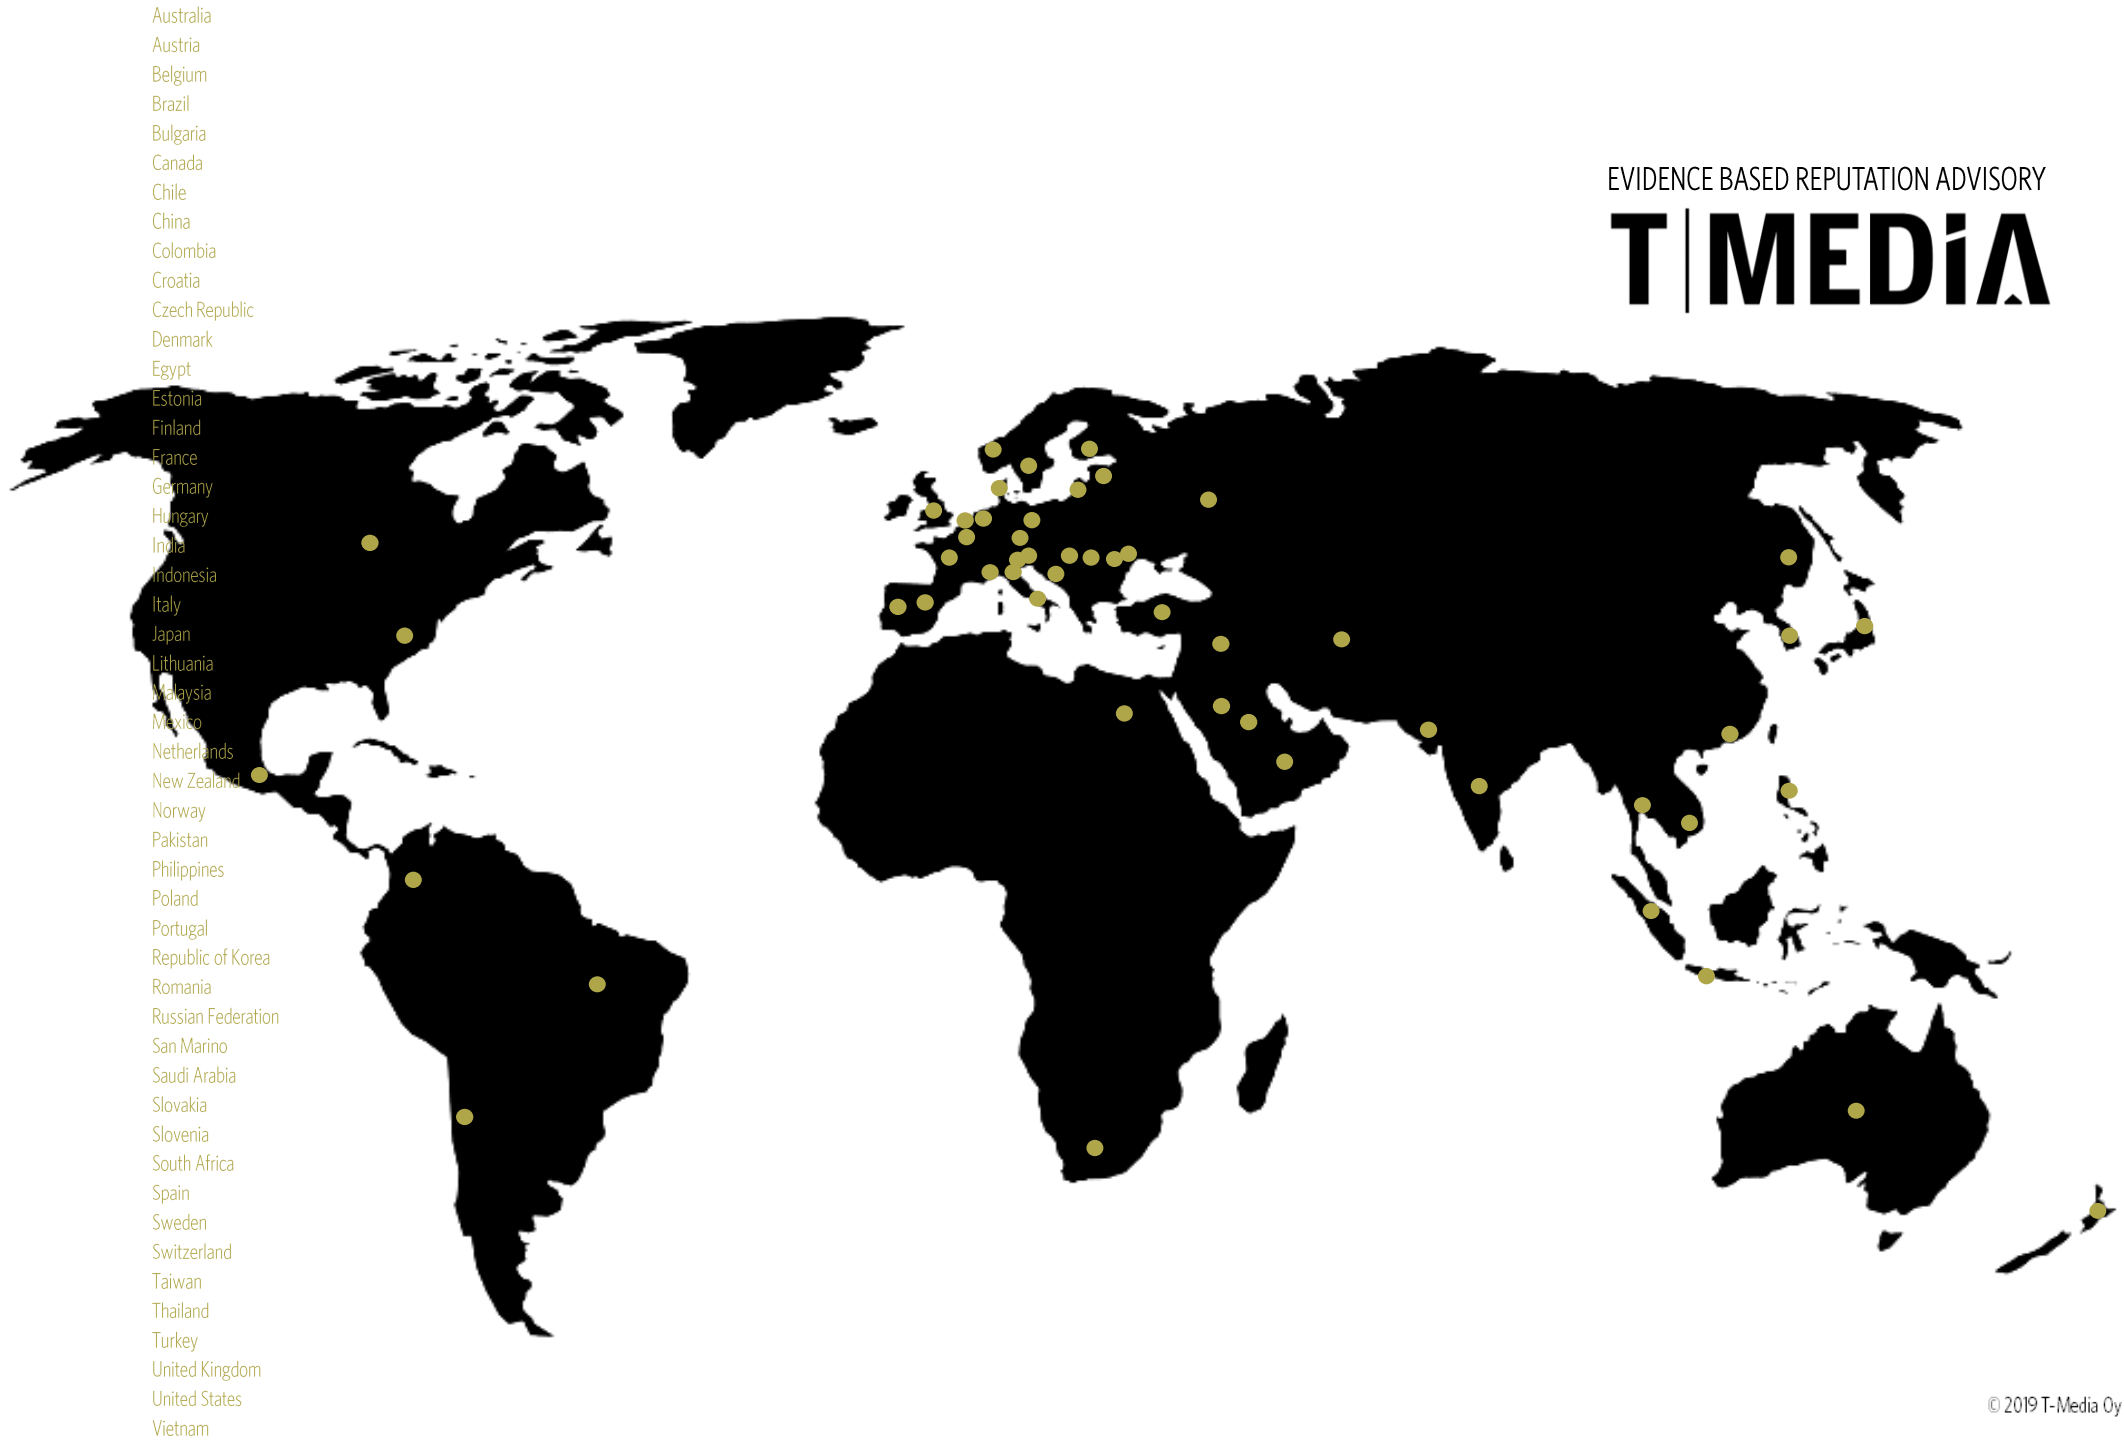 Australia
Austria
Belgium
Brazil
Bulgaria
Canada
Chile
China
Colombia
Croatia
Czech Republic
Denmark
Egypt
Estonia
Finland
France
Germany
Hungary
India
Indonesia
Italy
Japan
Lithuania
Malaysia
Mexico
Netherlands
New Zealand
Norway
Pakistan
Philippines
Poland
Portugal
Republic of Korea
Romania
Russian Federation
San Marino
Saudi Arabia
Slovakia
Slovenia
South Africa
Spain
Sweden
Switzerland
Taiwan
Thailand
Turkey
United Kingdom
United States
Vietnam
EVIDENCE BASED REPUTATION ADVISORY
T|MEDiA
© 2019 T-Media Oy